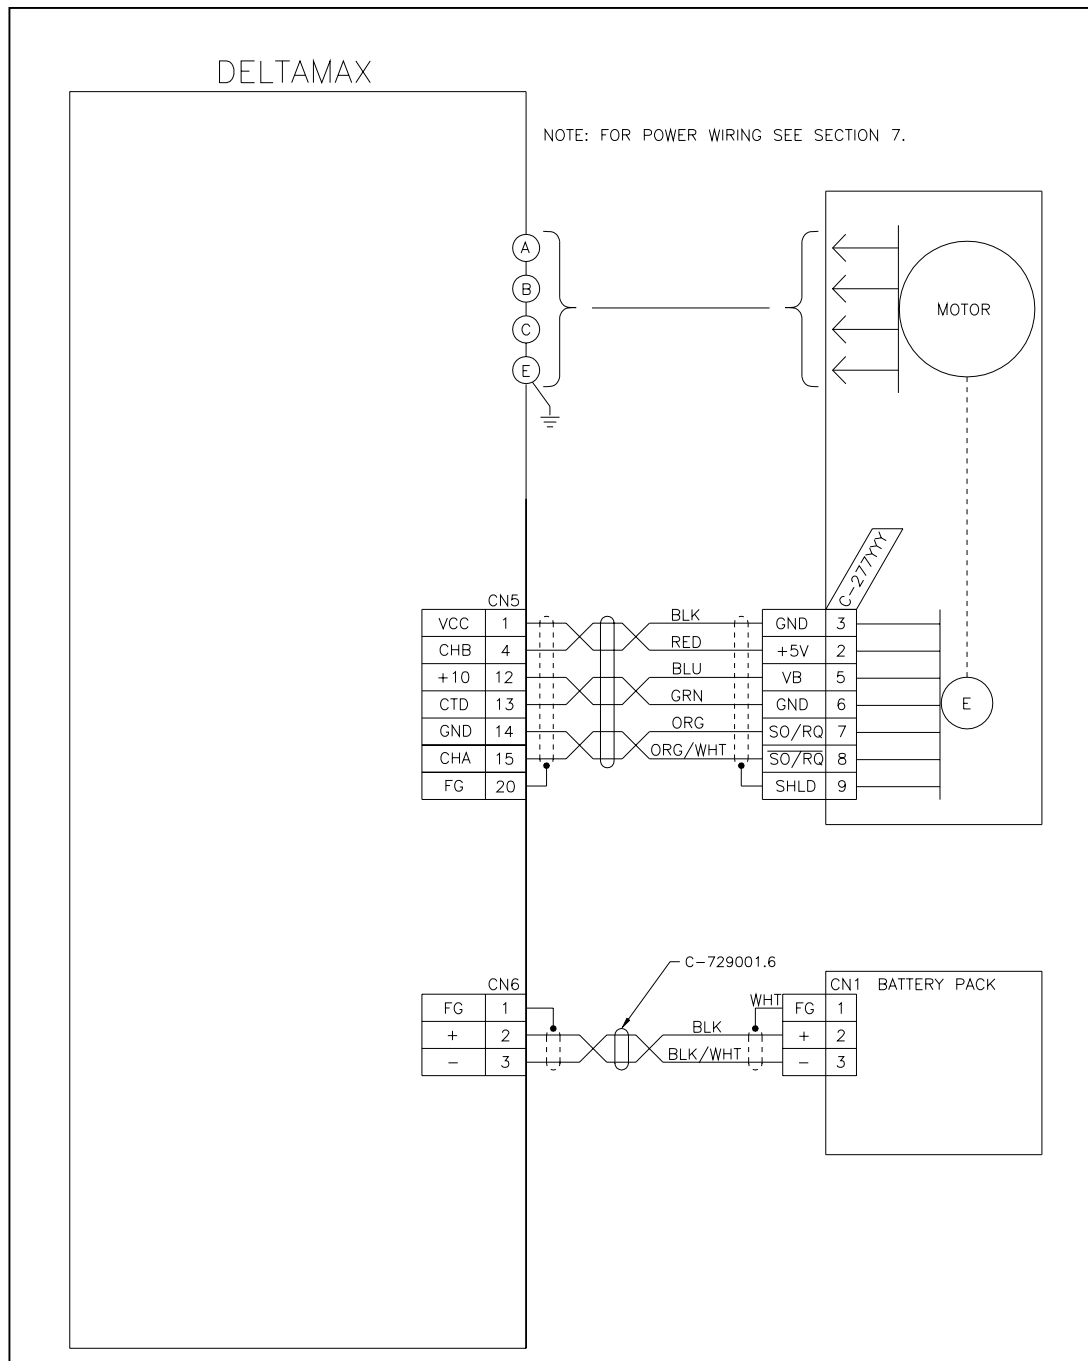 DELTAMAX
NOTE: FOR POWER WIRING SEE SECTION 7.
A
B
C
E
MOTOR
C-277YYY
CN5
VCC 1 BLK GND 3
CHB 4 RED +5V 2
+10 12 BLU VB 5
CTD 13 GRN GND 6
E
GND 14 ORG SO/RQ 7
CHA 15 ORG/WHT SO/RQ 8
FG 20 SHLD 9
C-729001.6
CN6 CN1 BATTERY PACK
FG 1 WHT FG 1
+ 2 BLK + 2
- 3 BLK/WHT - 3